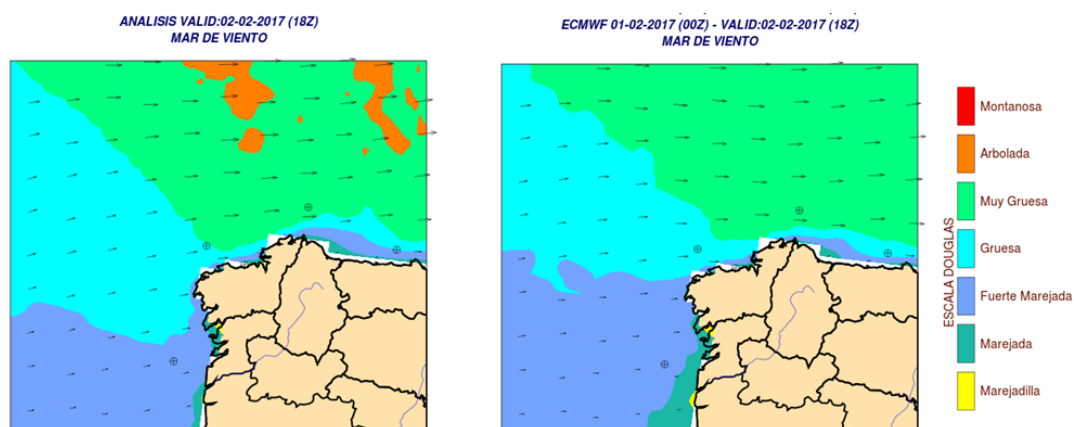 ANALISIS VALID:02-02-2017 (18Z)
MAR DE VIENTO
ECMWF 01-02-2017 (00Z) - VALID:02-02-2017 (18Z)
MAR DE VIENTO
ESCALA DOUGLAS
Montanosa
Arbolada
Muy Gruesa
Gruesa
Fuerte Marejada
Marejada
Marejadilla